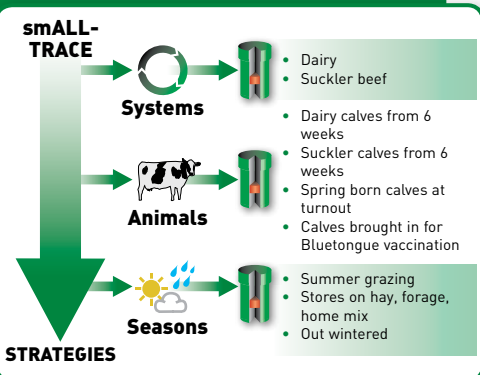 smALL-
TRACE
Systems
• Dairy
• Suckler beef
Animals
• Dairy calves from 6
weeks
• Suckler calves from 6
weeks
• Spring born calves at
turnout
• Calves brought in for
Bluetongue vaccination
Seasons
• Summer grazing
• Stores on hay, forage,
home mix
• Out wintered
STRATEGIES